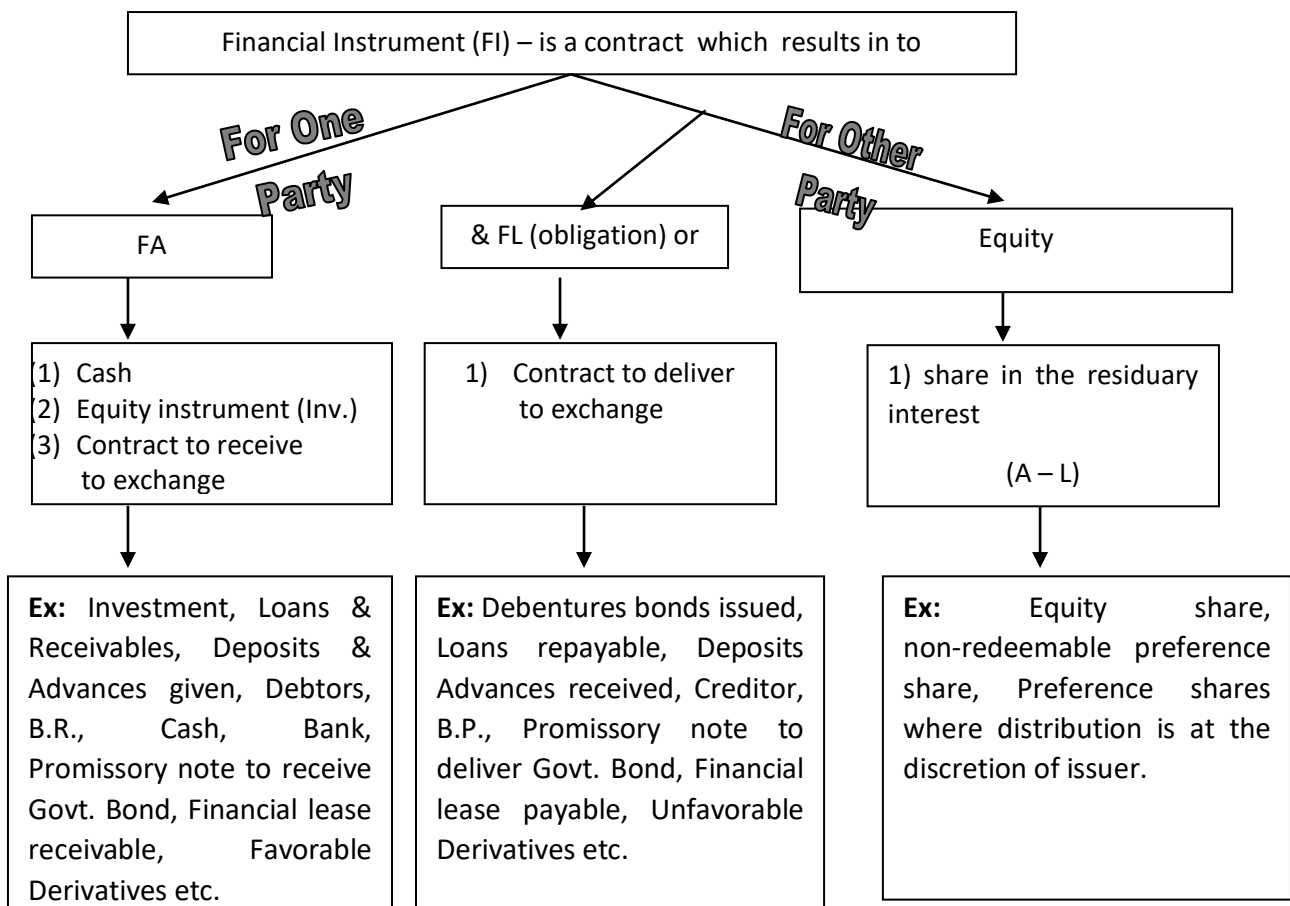 Financial Instrument (FI) – is a contract which results in to
For One
Party
For Other
Party
FA
& FL (obligation) or
Equity
(1) Cash
(2) Equity instrument (Inv.)
(3) Contract to receive
to exchange
1) Contract to deliver
to exchange
1) share in the residuary
interest
(A – L)
Ex: Investment, Loans &
Receivables, Deposits &
Advances given, Debtors,
B.R., Cash, Bank,
Promissory note to receive
Govt. Bond, Financial lease
receivable, Favorable
Derivatives etc.
Ex: Debentures bonds issued,
Loans repayable, Deposits
Advances received, Creditor,
B.P., Promissory note to
deliver Govt. Bond, Financial
lease payable, Unfavorable
Derivatives etc.
Ex: Equity share,
non-redeemable preference
share, Preference shares
where distribution is at the
discretion of issuer.